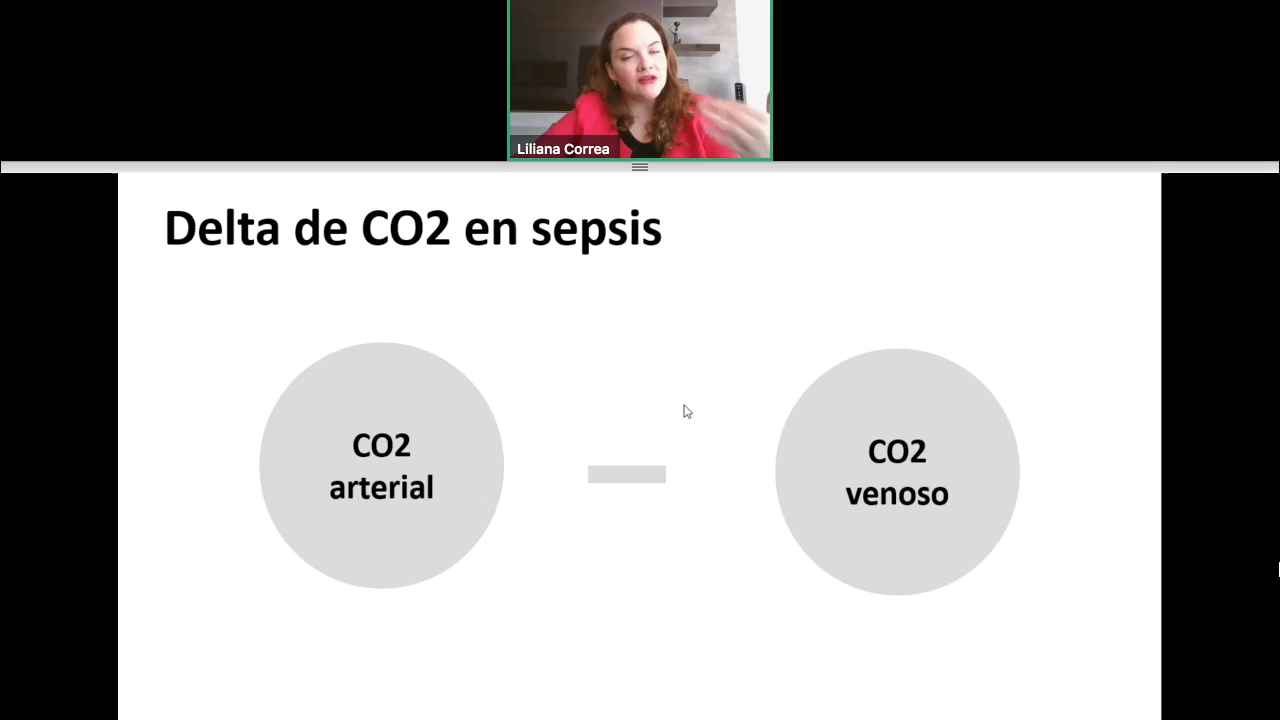 Liliana Correa
Delta de CO2 en sepsis
CO2
arterial
CO2
venoso